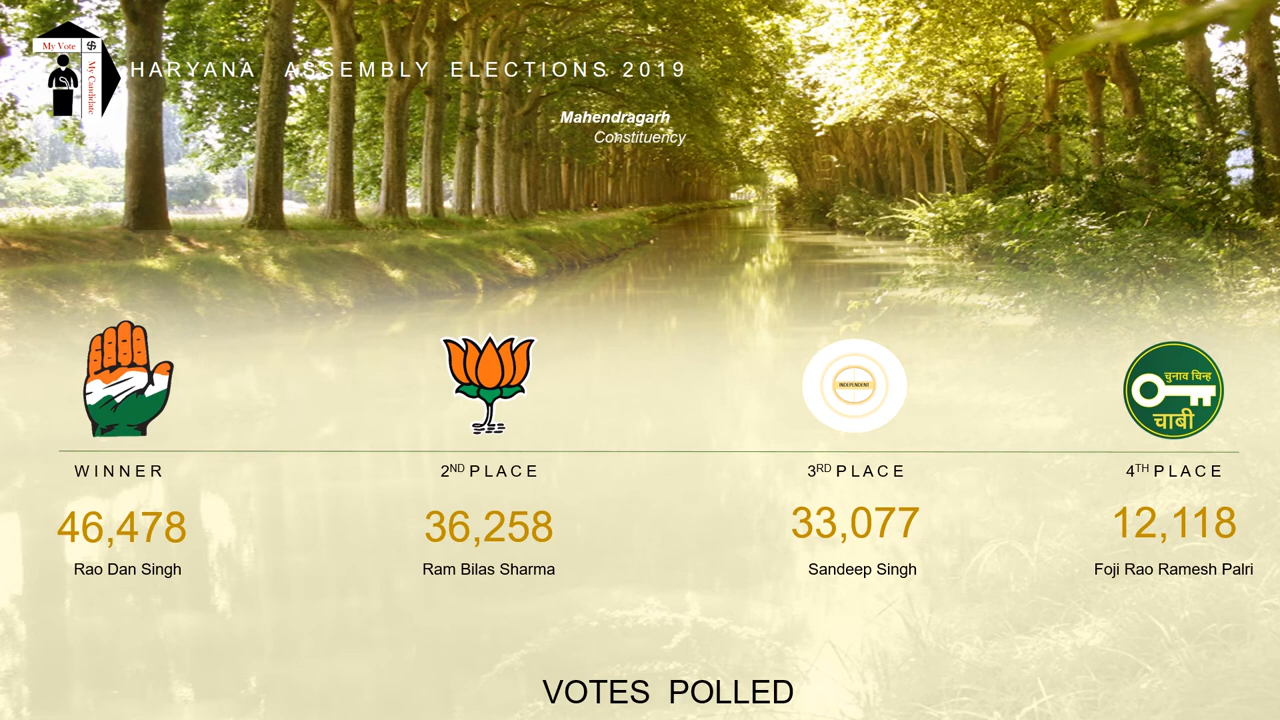 My Vote
My Candidate
HARYANA ASSEMBLY ELECTIONS 2019
Mahendragarh
Constituency
INDEPENDENT
चुनाव चिन्ह
चाबी
WINNER
2ND PLACE
3RD PLACE
4TH PLACE
46,478
36,258
33,077
12,118
Rao Dan Singh
Ram Bilas Sharma
Sandeep Singh
Foji Rao Ramesh Palri
VOTES POLLED